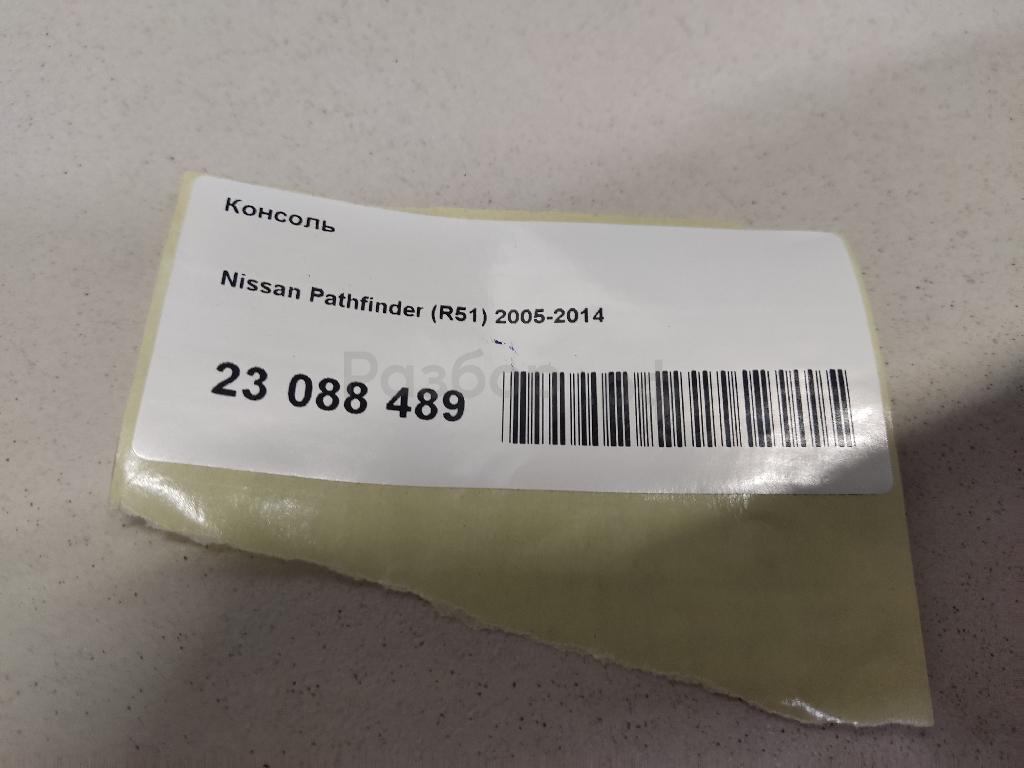 Консоль
Nissan Pathfinder (R51) 2005-2014
23 088 489